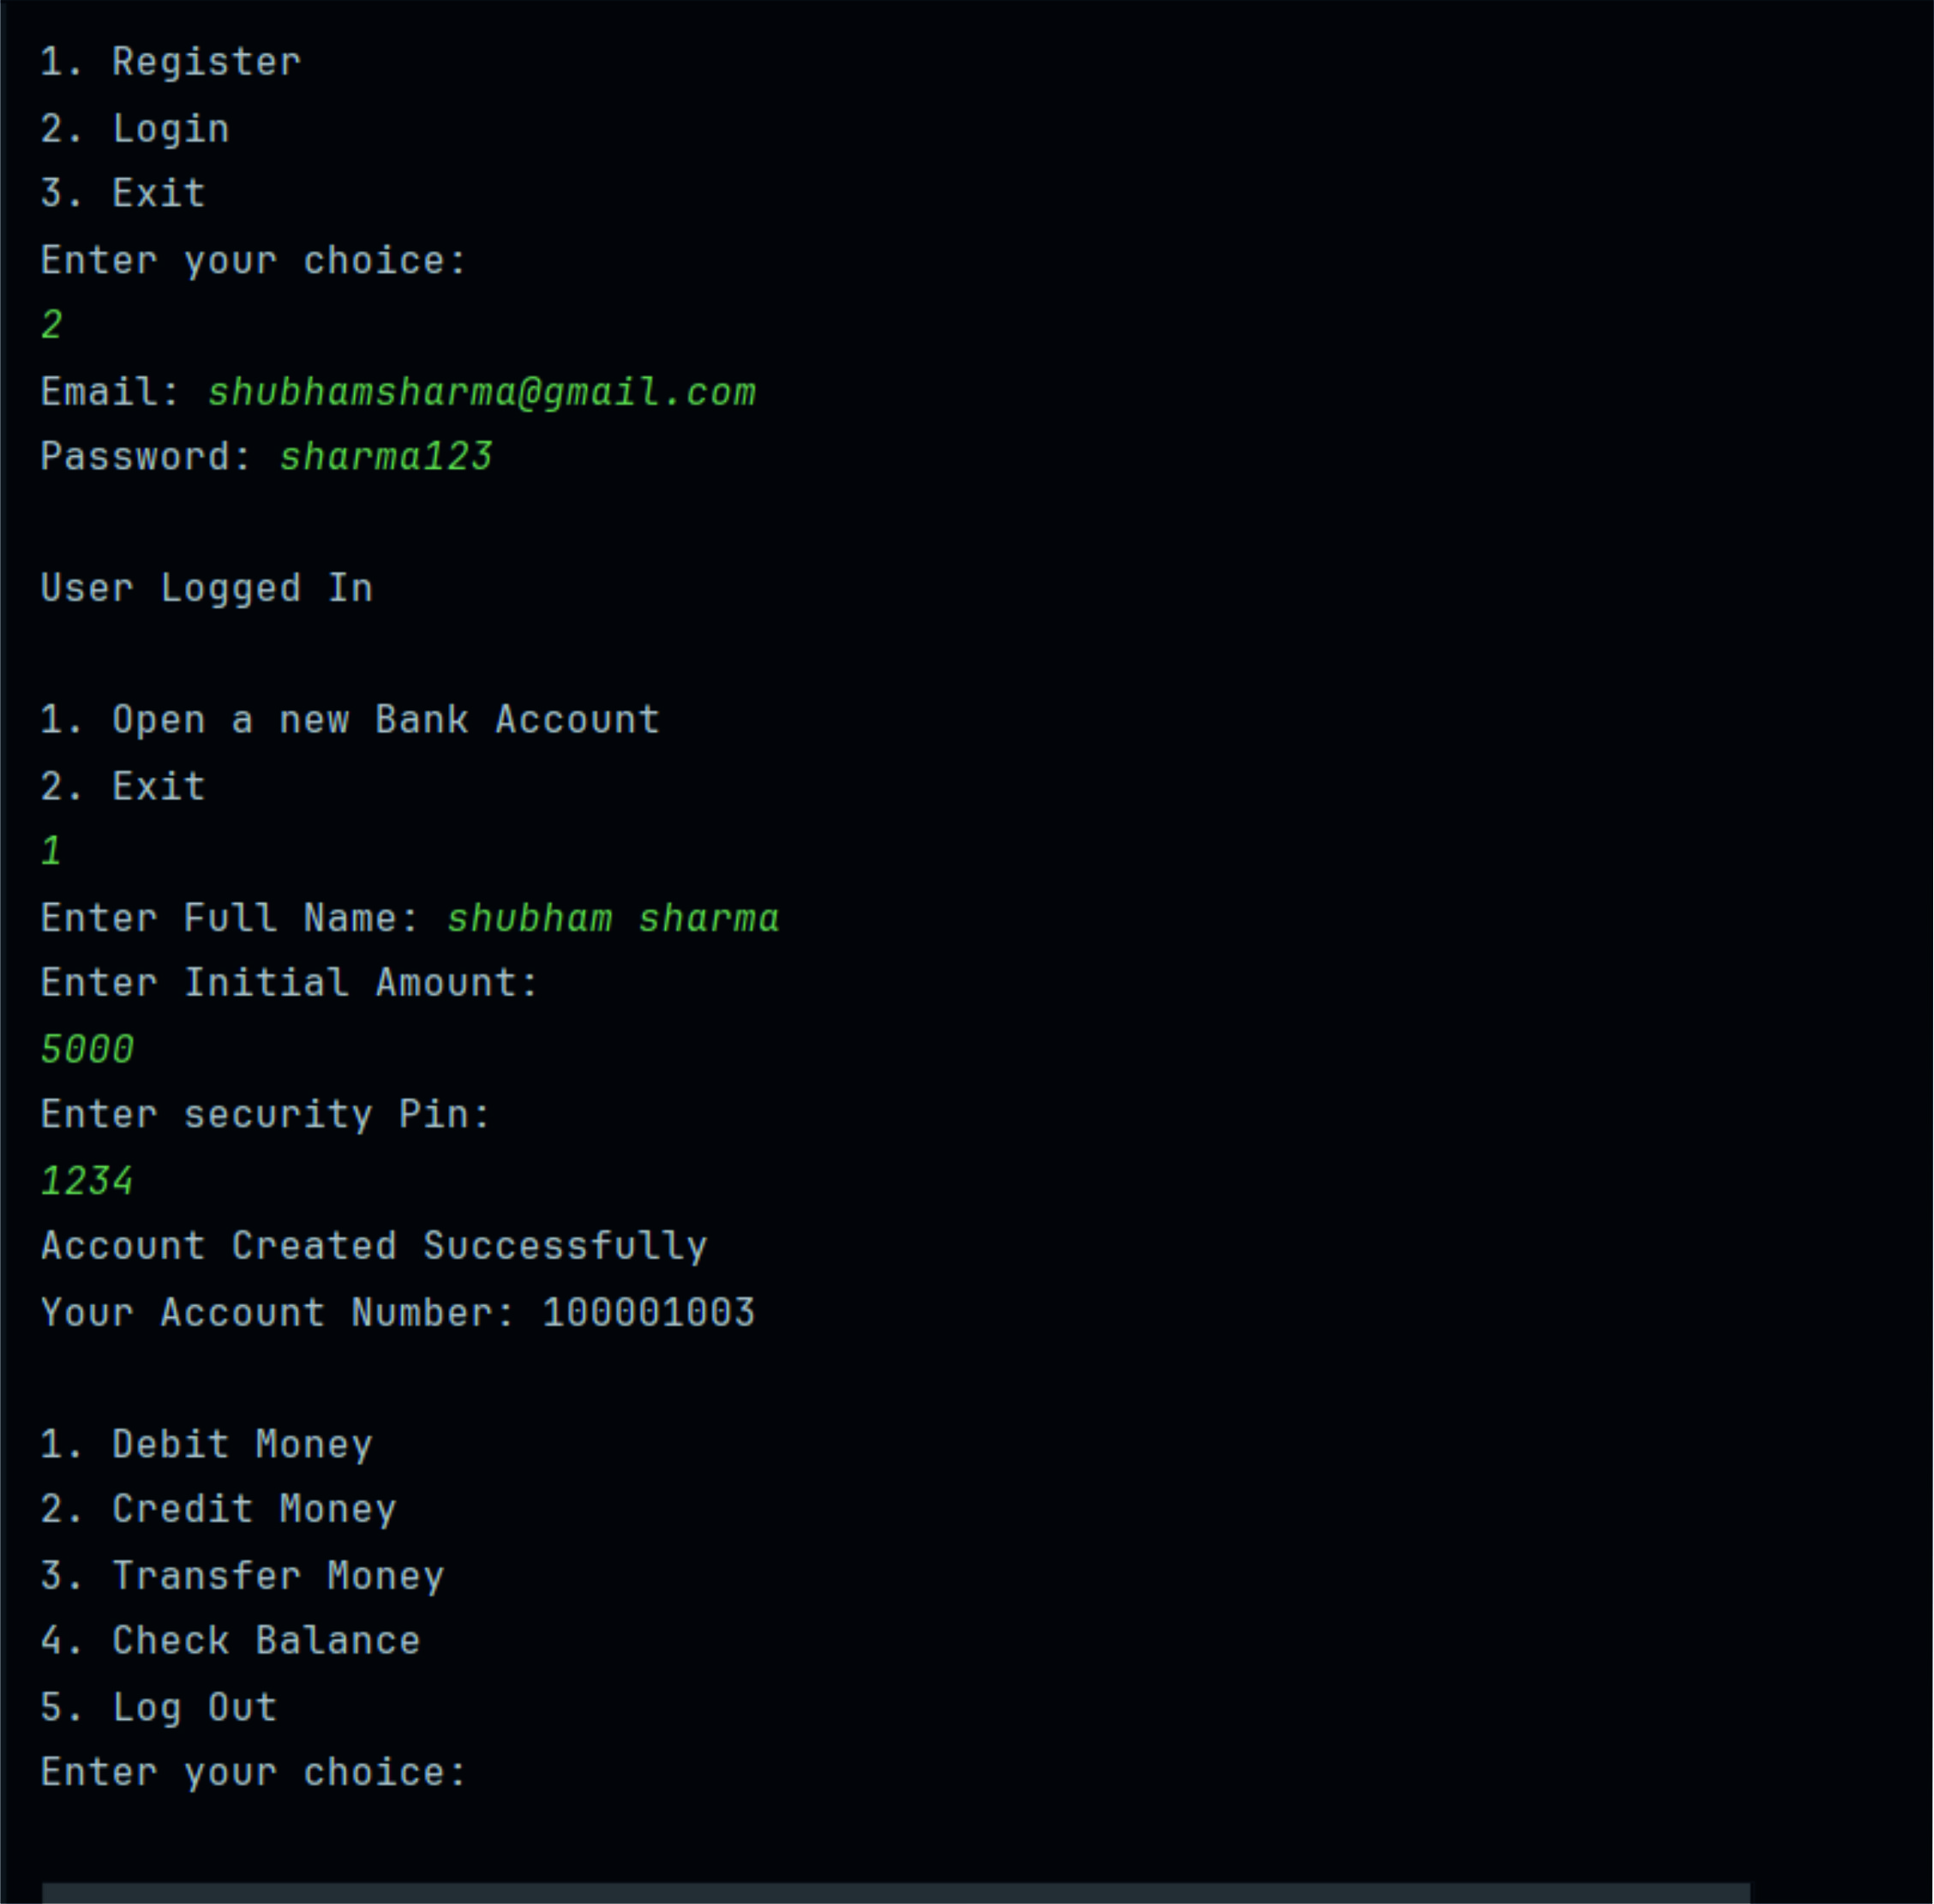 1. Register
2. Login
3. Exit
Enter your choice:
2
Email: shubhamsharma@gmail.com
Password: sharma123
User Logged In
1. Open a new Bank Account
2. Exit
1
Enter Full Name: shubham sharma
Enter Initial Amount:
5000
Enter security Pin:
1234
Account Created Successfully
Your Account Number: 100001003
1. Debit Money
2. Credit Money
3. Transfer Money
4. Check Balance
5. Log Out
Enter your choice: